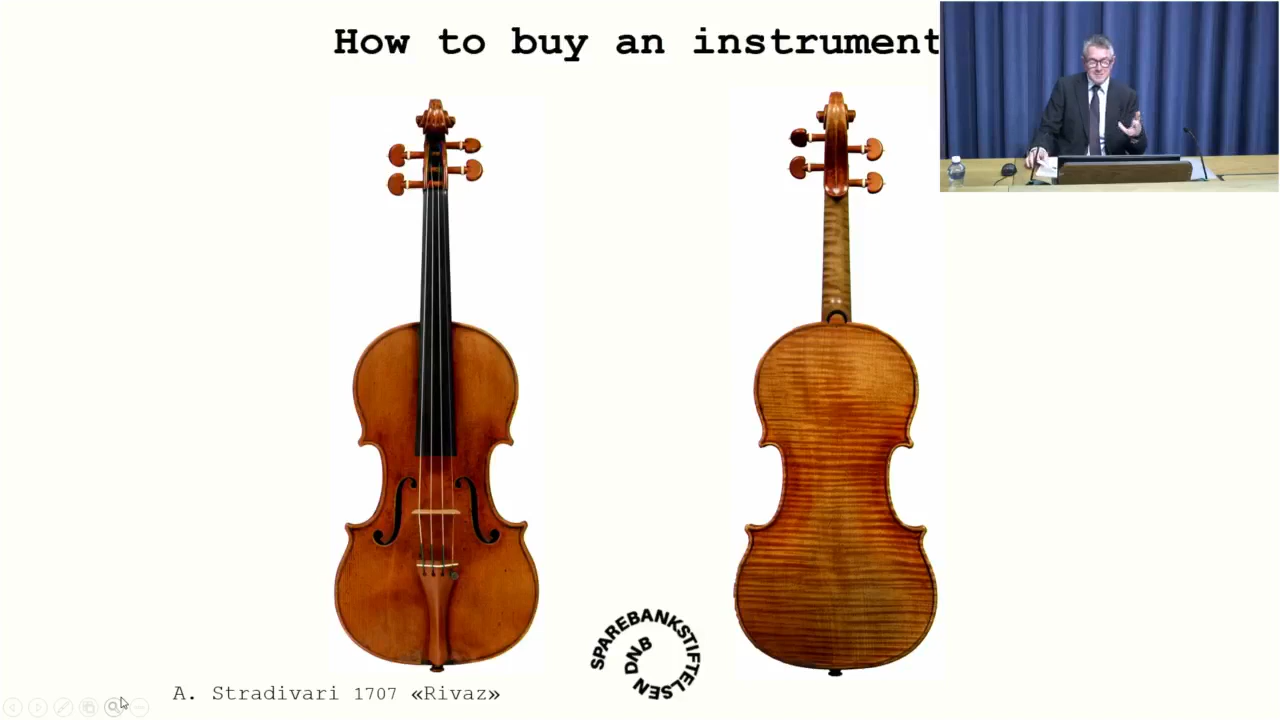 How to buy an instrument
SPAREBANKSTIFTELSEN
DNB
A. Stradivari 1707 «Rivaz»